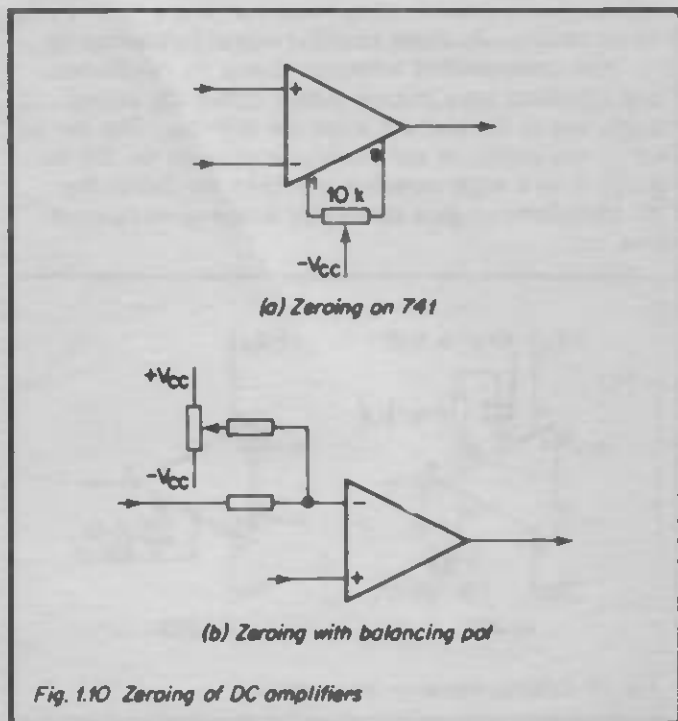 +
−
10 k
−Vcc
(a) Zeroing on 741
+Vcc
−Vcc
−
+
(b) Zeroing with balancing pot
Fig. 1.10 Zeroing of DC amplifiers